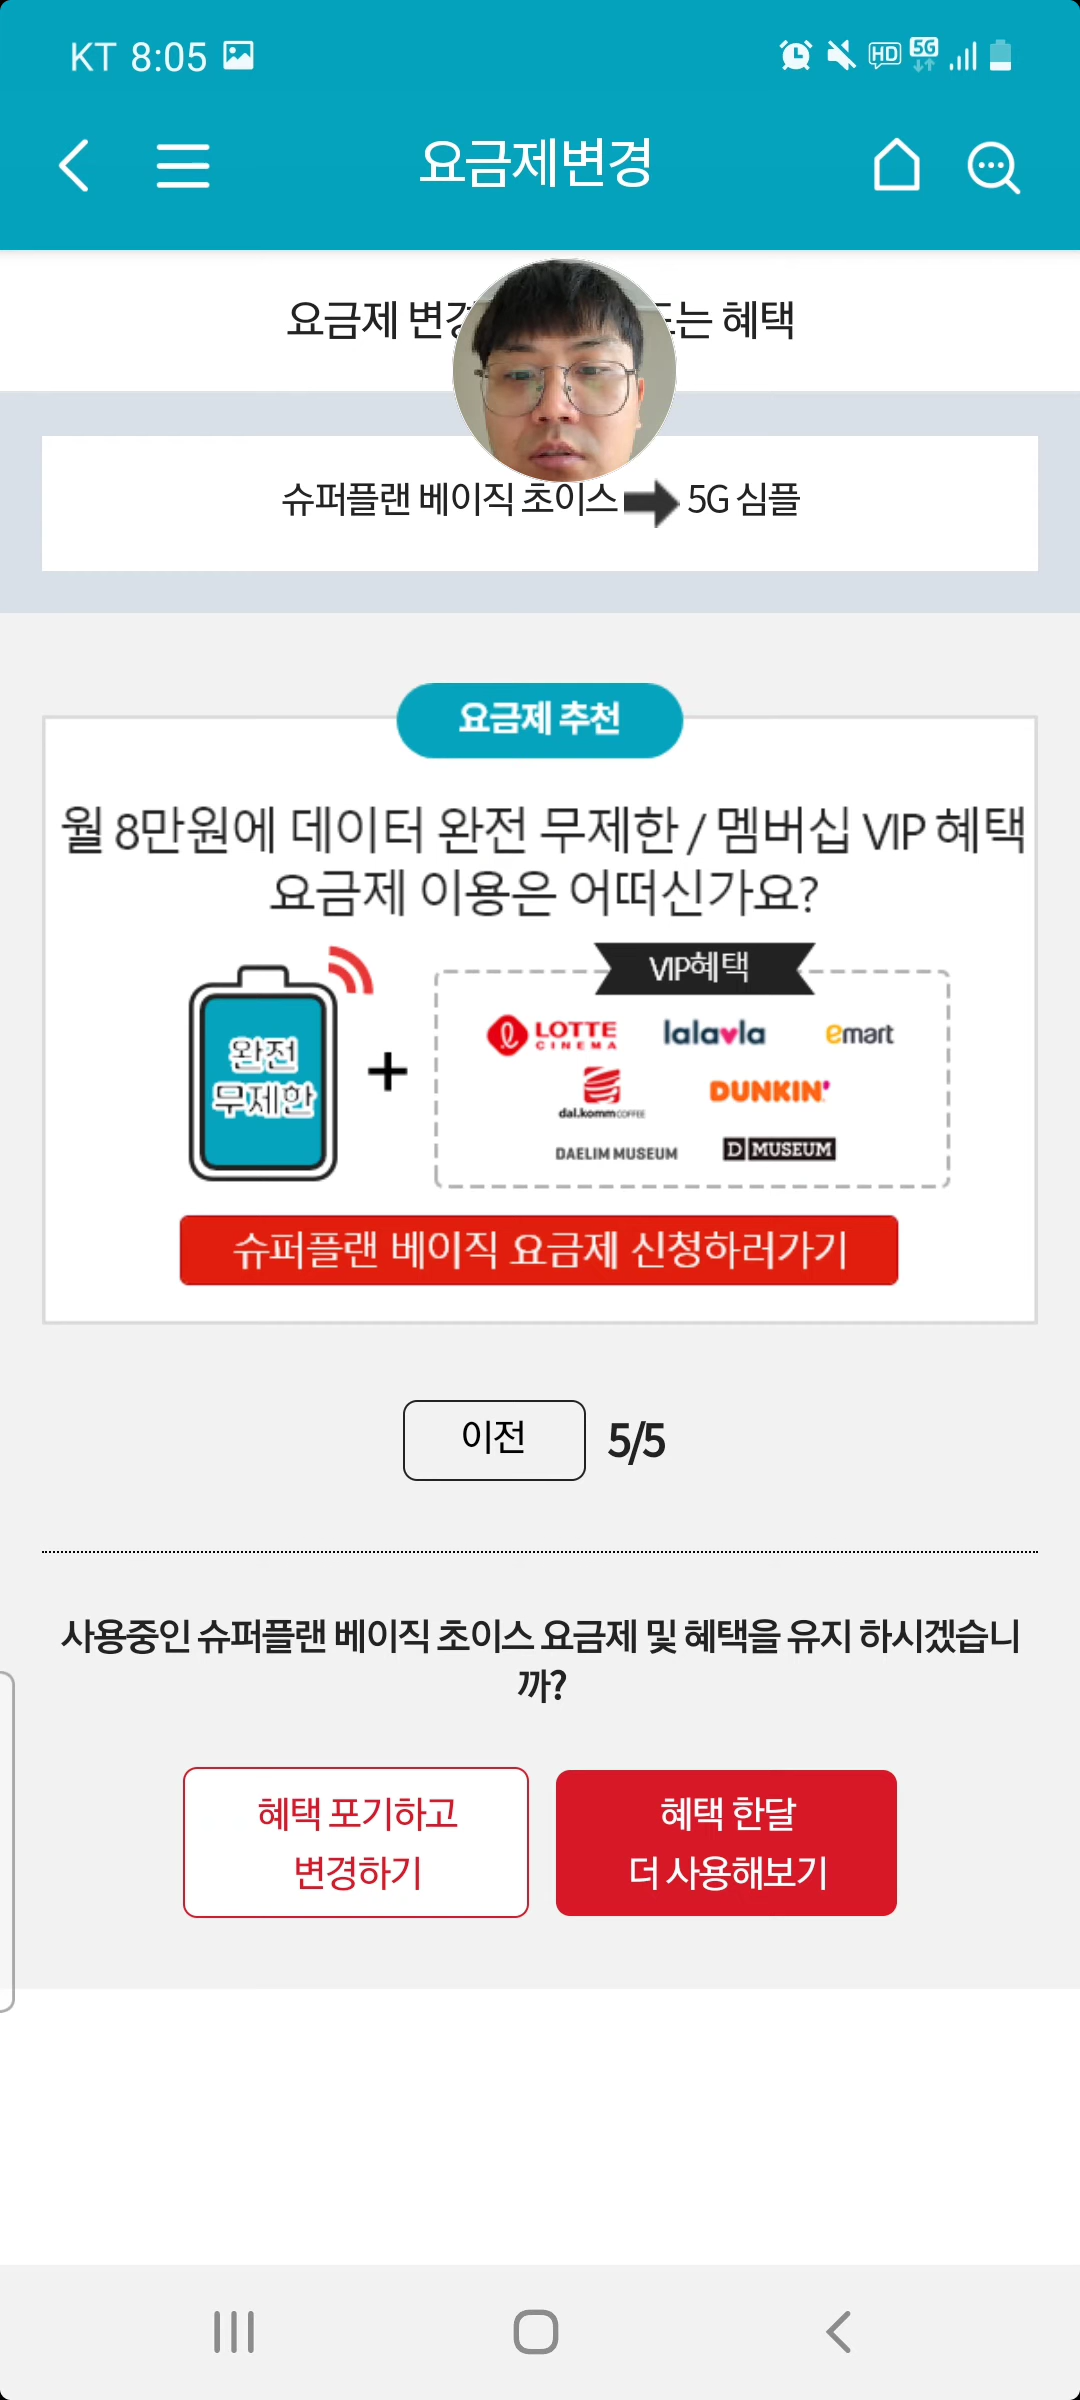 KT 8:05
HD 5G
요금제변경
요금제 변경 는 혜택
슈퍼플랜 베이직 초이스 5G 심플
요금제 추천
월 8만원에 데이터 완전 무제한 / 멤버십 VIP 혜택
요금제 이용은 어떠신가요?
VIP혜택
완전
무제한
+
LOTTE
CINEMA
lalavla
emart
dal.komm COFFEE
DUNKIN'
DAELIM MUSEUM
D MUSEUM
슈퍼플랜 베이직 요금제 신청하러가기
이전 5/5
사용중인 슈퍼플랜 베이직 초이스 요금제 및 혜택을 유지 하시겠습니
까?
혜택 포기하고
변경하기
혜택 한달
더 사용해보기